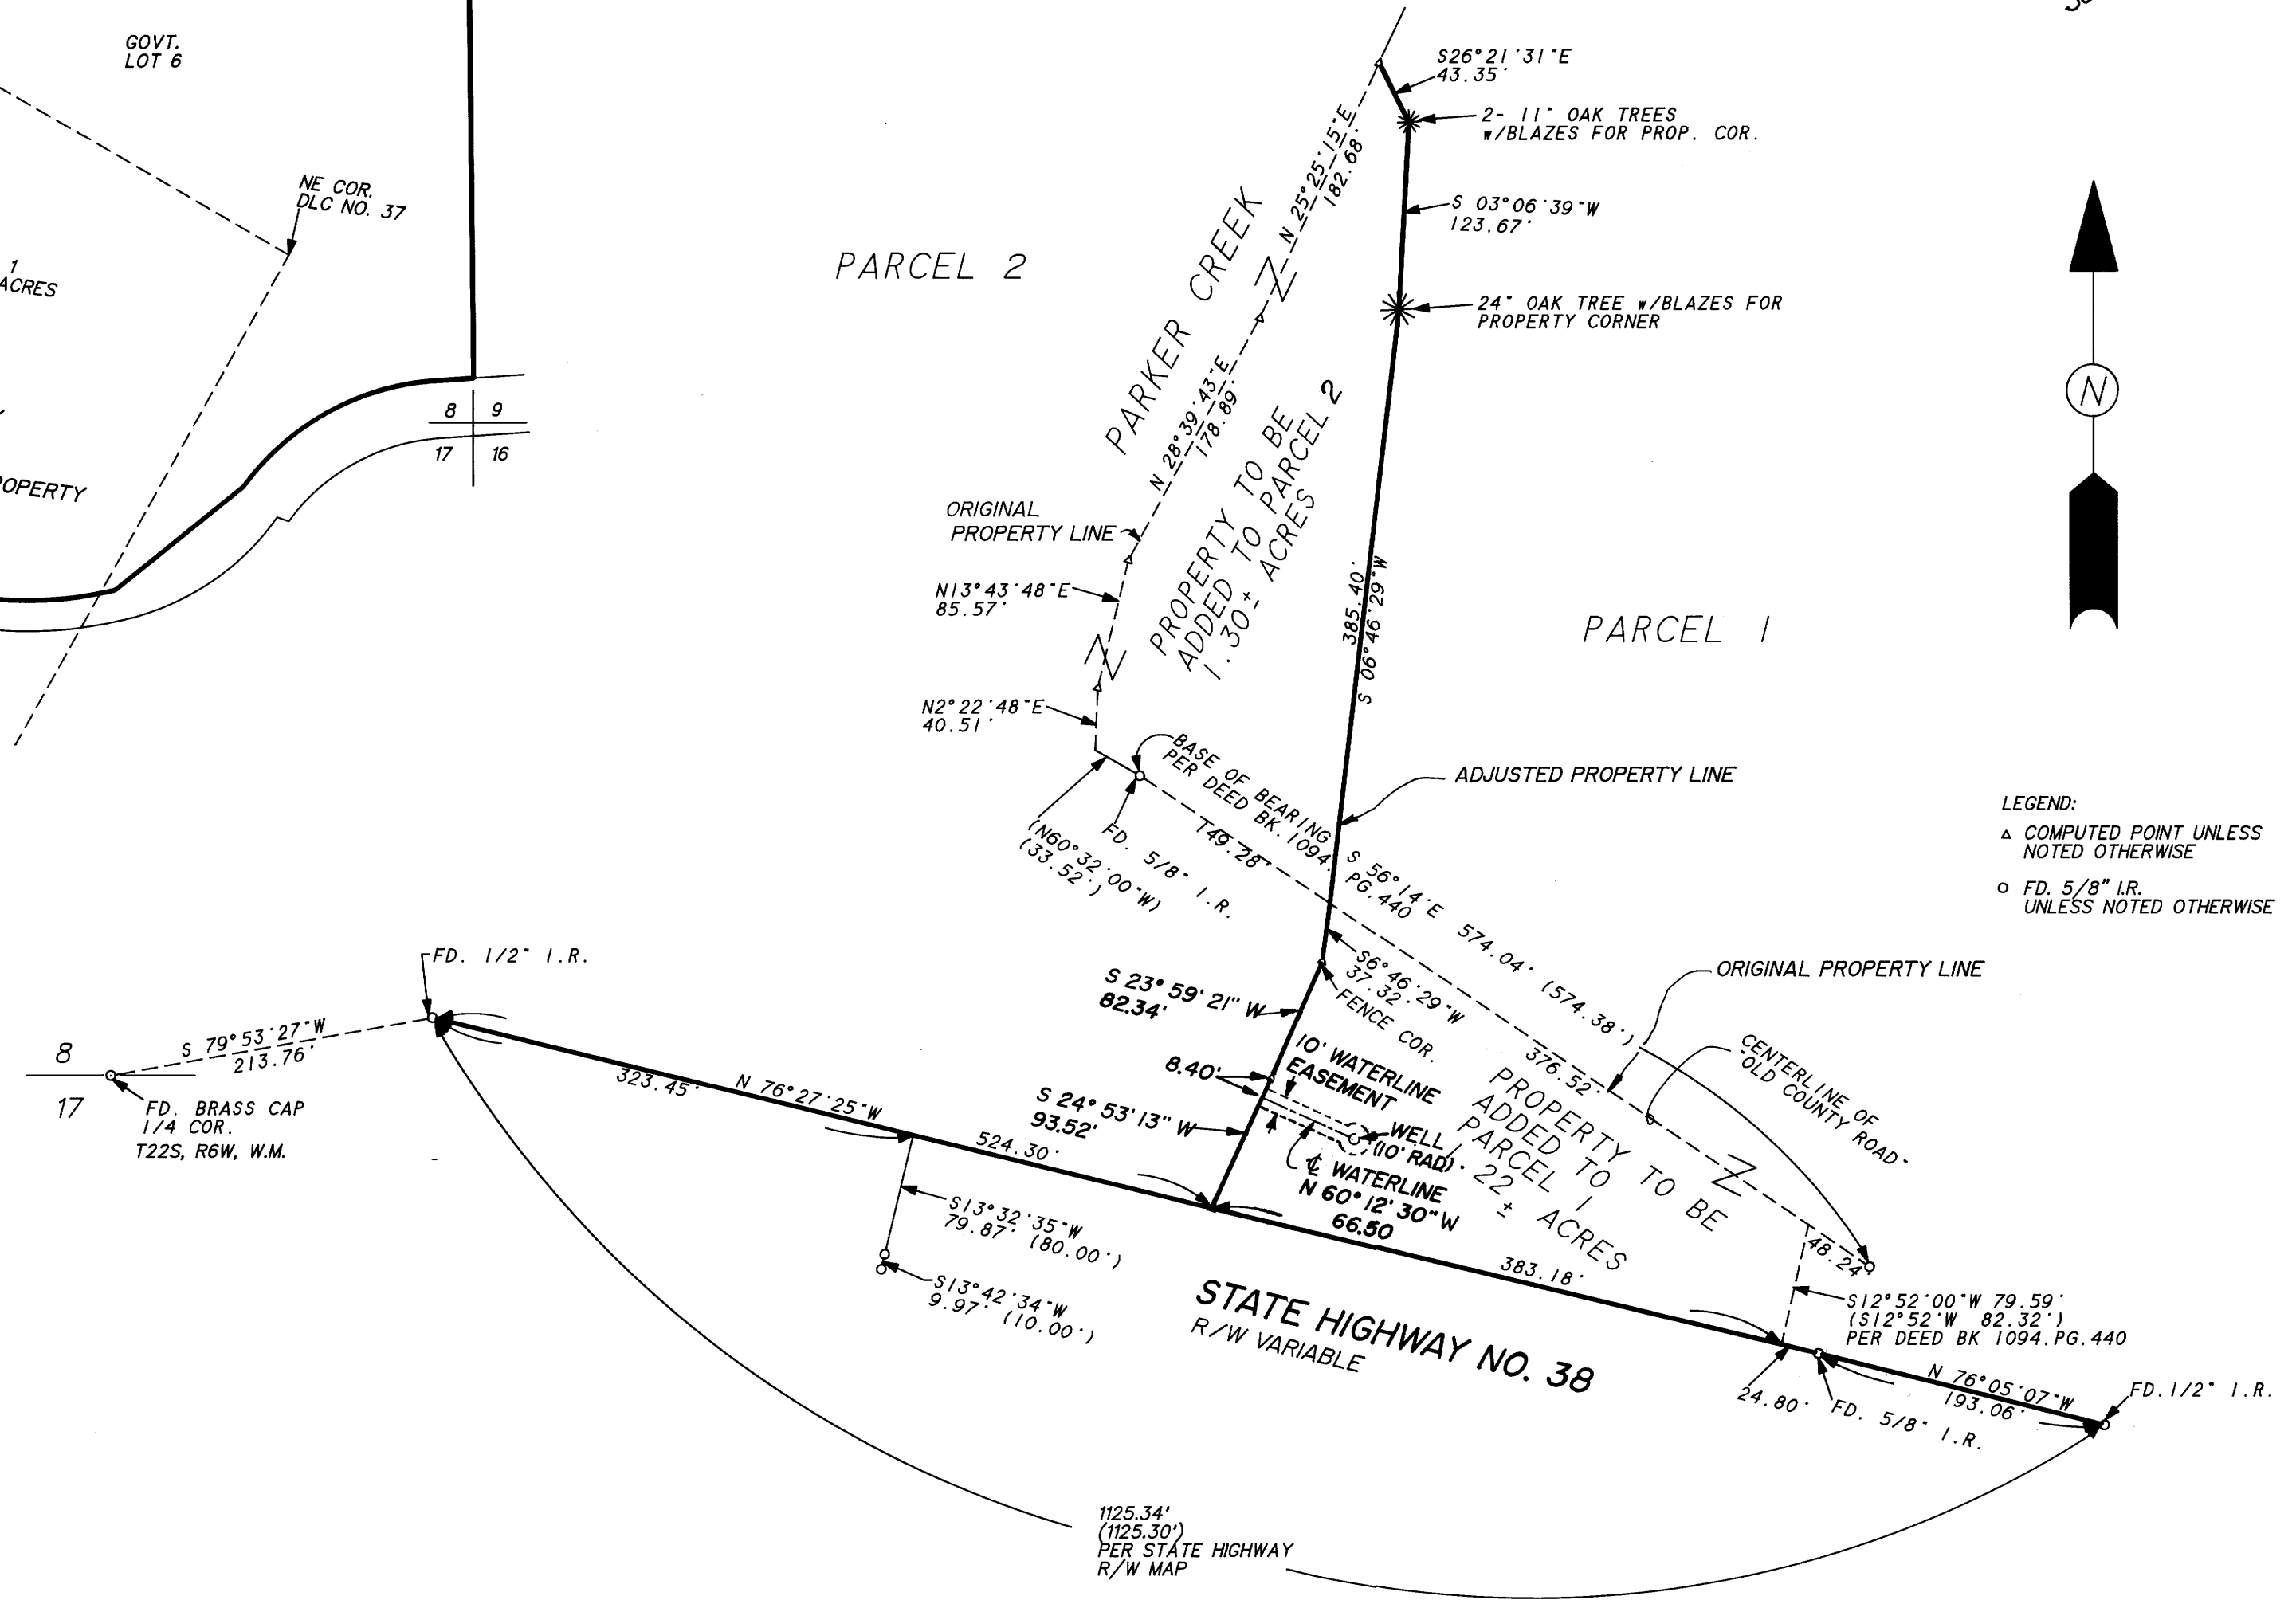 GOVT.
LOT 6
NE COR.
DLC NO. 37
1
ACRES
OPERTY
8 9
17 16
S26°21'31"E
43.35'
2- 11" OAK TREES
w/BLAZES FOR PROP. COR.
S 03°06'39"W
123.67'
24" OAK TREE w/BLAZES FOR
PROPERTY CORNER
N 25°25'15"E
182.68'
PARKER CREEK
PARCEL 2
N 28°39'43"E
178.89'
ORIGINAL
PROPERTY LINE
PROPERTY TO BE
ADDED TO PARCEL 2
1.30± ACRES
N13°43'48"E
85.57'
N2°22'48"E
40.51'
385.40'
S 06°46'29"W
PARCEL 1
N
ADJUSTED PROPERTY LINE
LEGEND:
COMPUTED POINT UNLESS
NOTED OTHERWISE
FD. 5/8" I.R.
UNLESS NOTED OTHERWISE
BASE OF BEARING S 56°14'E 574.04' (574.38')
PER DEED BK. 1094. PG.440
149.28'
FD. 5/8" I.R.
(N60°32'00"W)
(33.52')
S6°46'29"W
37.32'
FENCE COR.
376.52'
ORIGINAL PROPERTY LINE
CENTERLINE OF
"OLD COUNTY ROAD"
FD. 1/2" I.R.
S 79°53'27"W
213.76'
8
17
FD. BRASS CAP
1/4 COR.
T22S, R6W, W.M.
323.45'
N 76°27'25"W
524.30'
S 23°59'21" W
82.34'
8.40'
S 24°53'13" W
93.52'
10' WATERLINE
EASEMENT
WELL
(10' RAD)
℄ WATERLINE
N 60°12'30" W
66.50
PROPERTY TO BE
ADDED TO
PARCEL 1
1.22± ACRES
S13°32'35"W
79.87' (80.00')
S13°42'34"W
9.97' (10.00')
383.18'
48.24'
S12°52'00"W 79.59'
(S12°52'W 82.32')
PER DEED BK 1094.PG.440
STATE HIGHWAY NO. 38
R/W VARIABLE
24.80'
FD. 5/8" I.R.
N 76°05'07"W
193.06'
FD.1/2" I.R.
1125.34'
(1125.30')
PER STATE HIGHWAY
R/W MAP